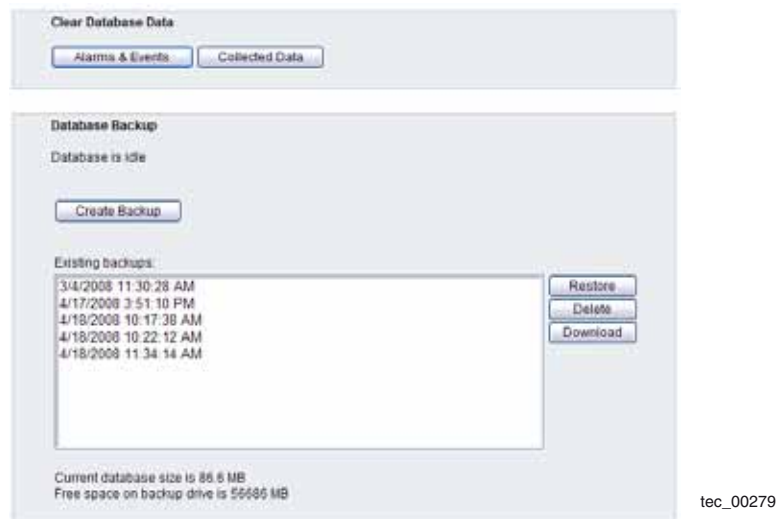 Clear Database Data
Alarms & Events Collected Data
Database Backup
Database is idle
Create Backup
Existing backups:
3/4/2008 11:30:28 AM
Restore
4/17/2008 3:51:10 PM
Delete
4/18/2008 10:17:38 AM
Download
4/18/2008 10:22:12 AM
4/18/2008 11:34:14 AM
Current database size is 86.6 MB
Free space on backup drive is 56686 MB
tec_00279